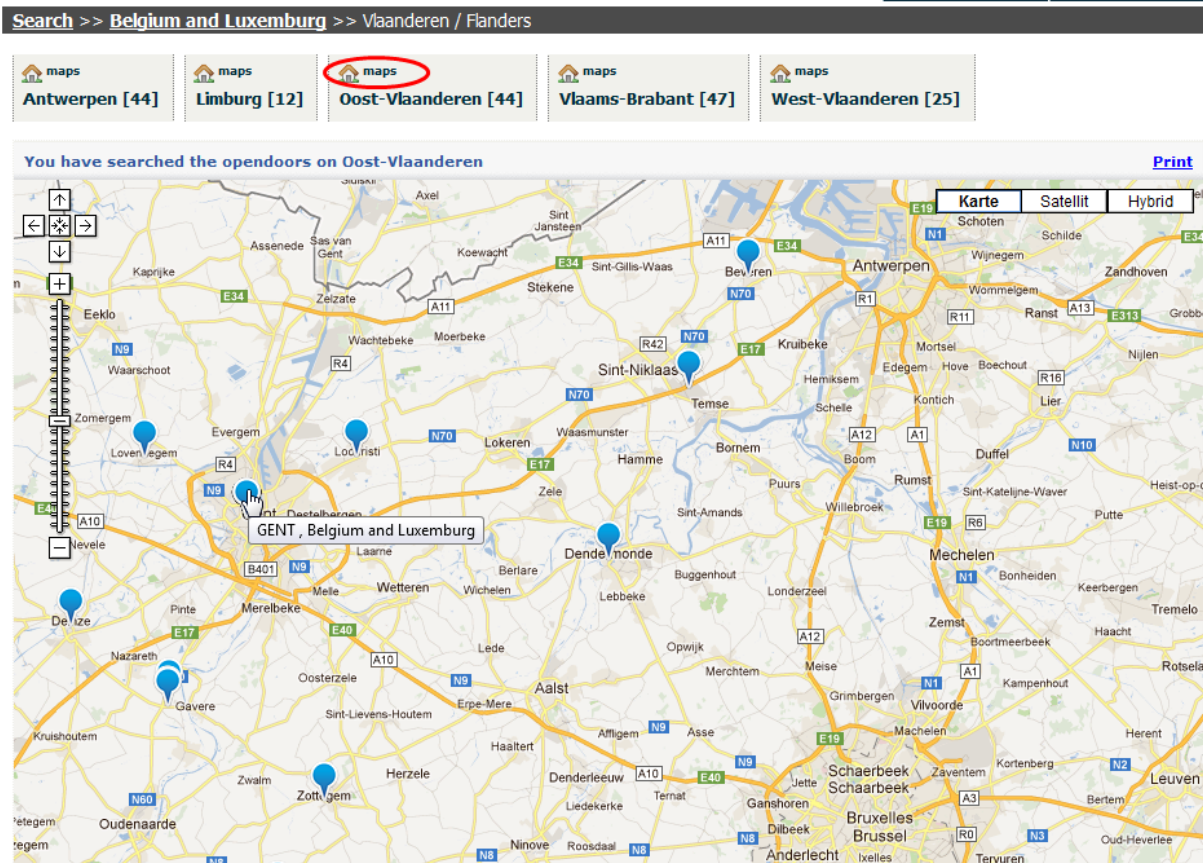 Search >> Belgium and Luxemburg >> Vlaanderen / Flanders
maps maps maps maps maps
Antwerpen [44] Limburg [12] Oost-Vlaanderen [44] Vlaams-Brabant [47] West-Vlaanderen [25]
You have searched the opendoors on Oost-Vlaanderen Print
Karte Satellit Hybrid
Axel
Sint Jansteen
E19
Schoten
N1
Schilde
E34
Assenede
Sas van Gent
Koewacht
A11
E34
Wijnegem
Kaprijke
E34
Sint-Gillis-Waas
Beveren
Antwerpen
Zandhoven
E34
Zelzate
Stekene
N70
Wommelgem
A11
R1
R11
Ranst
A13
E313
Eeklo
Wachtebeke
Moerbeke
N70
R42
E17
Kruibeke
Mortsel
N9
Waarschoot
R4
Sint-Niklaas
Hemiksem
Edegem
Hove
Boechout
Nijlen
R16
N70
Temse
Schelle
Kontich
Lier
Zomergem
Evergem
N70
Lokeren
Waasmunster
A12
A1
N10
Lovendegem
Lochristi
Bornem
Duffel
R4
E17
Hamme
Boom
N9
Zele
Puurs
Rumst
Sint-Katelijne-Waver
Destelbergen
Sint-Amands
Willebroek
A10
E19
R6
Putte
GENT , Belgium and Luxemburg
Nevele
Laarne
Dendermonde
Mechelen
B401
N9
Berlare
Buggenhout
N1
Bonheiden
Melle
Wetteren
Wichelen
Lebbeke
Londerzeel
Keerbergen
Pinte
Merelbeke
Tremelo
Deinze
E17
E40
A12
Zemst
Haacht
Boortmeerbeek
Nazareth
A10
Lede
Opwijk
Oosterzele
N9
Merchtem
Meise
A1
Kampenhout
Aalst
Grimbergen
N1
Gavere
Sint-Lievens-Houtem
Erpe-Mere
Vilvoorde
Kruishoutem
Affligem
N9
Asse
E19
Machelen
Herent
Haaltert
N9
Kortenberg
N2
Zwalm
Herzele
Denderleeuw
A10
E40
Jette
Schaerbeek
Schaarbeek
Zaventem
Leuven
Zottegem
Ternat
N60
Liedekerke
Ganshoren
A3
Bertem
Oudenaarde
Bruxelles
Brussel
Dilbeek
N8
R0
N3
Oud-Heverlee
Ninove
Roosdaal
N8
N8
N8
Anderlecht
Ixelles
Tervuren